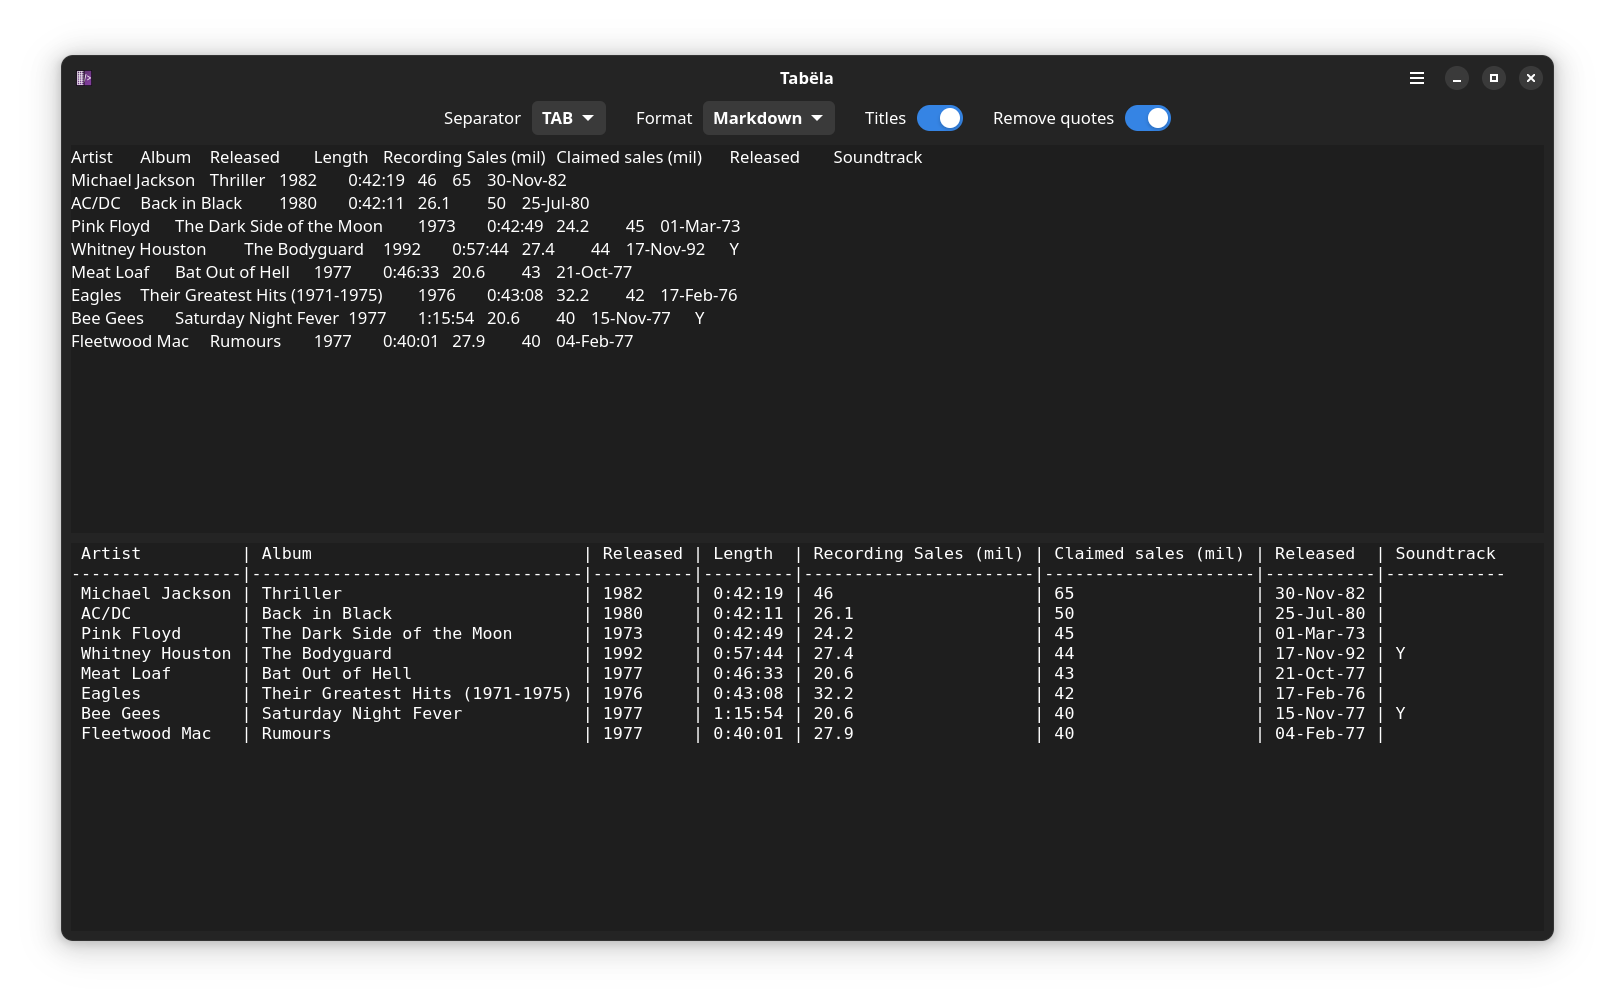 Tabëla
Separator TAB Format Markdown Titles Remove quotes
Artist	Album	Released	Length	Recording Sales (mil)	Claimed sales (mil)	Released	Soundtrack
Michael Jackson	Thriller	1982	0:42:19	46	65	30-Nov-82
AC/DC	Back in Black	1980	0:42:11	26.1	50	25-Jul-80
Pink Floyd	The Dark Side of the Moon	1973	0:42:49	24.2	45	01-Mar-73
Whitney Houston	The Bodyguard	1992	0:57:44	27.4	44	17-Nov-92	Y
Meat Loaf	Bat Out of Hell	1977	0:46:33	20.6	43	21-Oct-77
Eagles	Their Greatest Hits (1971-1975)	1976	0:43:08	32.2	42	17-Feb-76
Bee Gees	Saturday Night Fever	1977	1:15:54	20.6	40	15-Nov-77	Y
Fleetwood Mac	Rumours	1977	0:40:01	27.9	40	04-Feb-77
 Artist          | Album                           | Released | Length  | Recording Sales (mil) | Claimed sales (mil) | Released  | Soundtrack
-----------------|---------------------------------|----------|---------|-----------------------|---------------------|-----------|------------
 Michael Jackson | Thriller                        | 1982     | 0:42:19 | 46                    | 65                  | 30-Nov-82 |
 AC/DC           | Back in Black                   | 1980     | 0:42:11 | 26.1                  | 50                  | 25-Jul-80 |
 Pink Floyd      | The Dark Side of the Moon       | 1973     | 0:42:49 | 24.2                  | 45                  | 01-Mar-73 |
 Whitney Houston | The Bodyguard                   | 1992     | 0:57:44 | 27.4                  | 44                  | 17-Nov-92 | Y
 Meat Loaf       | Bat Out of Hell                 | 1977     | 0:46:33 | 20.6                  | 43                  | 21-Oct-77 |
 Eagles          | Their Greatest Hits (1971-1975) | 1976     | 0:43:08 | 32.2                  | 42                  | 17-Feb-76 |
 Bee Gees        | Saturday Night Fever            | 1977     | 1:15:54 | 20.6                  | 40                  | 15-Nov-77 | Y
 Fleetwood Mac   | Rumours                         | 1977     | 0:40:01 | 27.9                  | 40                  | 04-Feb-77 |